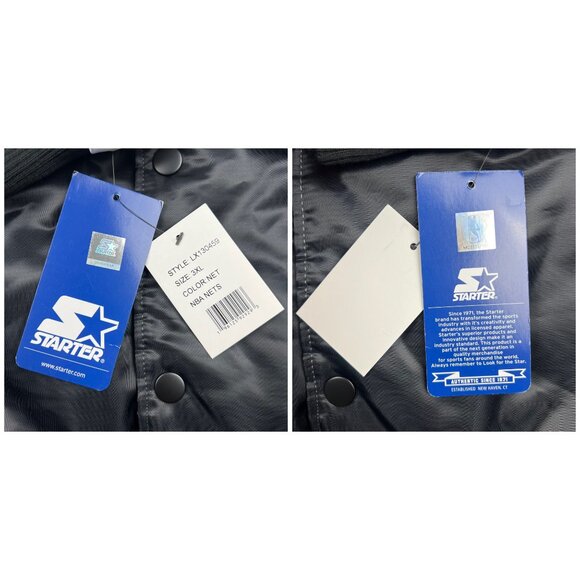 STARTER
www.starter.com
STYLE: LX130459
SIZE: 3XL
COLOR: NET
NBA NETS
STARTER
Since 1971, the Starter
brand has transformed the sports
industry with it's creativity and
advances in licensed apparel.
Starter's superior products and
innovative design make it an
industry standard. This product is a
part of the next generation in
quality merchandise
for sports fans around the world.
Always remember to Look for the Star.
AUTHENTIC SINCE 1971
ESTABLISHED NEW HAVEN, CT